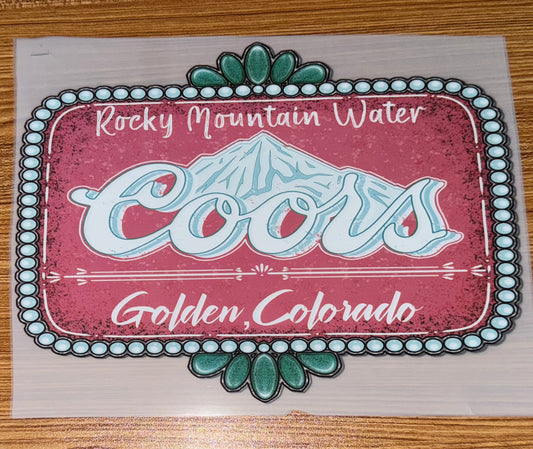 Rocky Mountain Water
Coors
Golden, Colorado